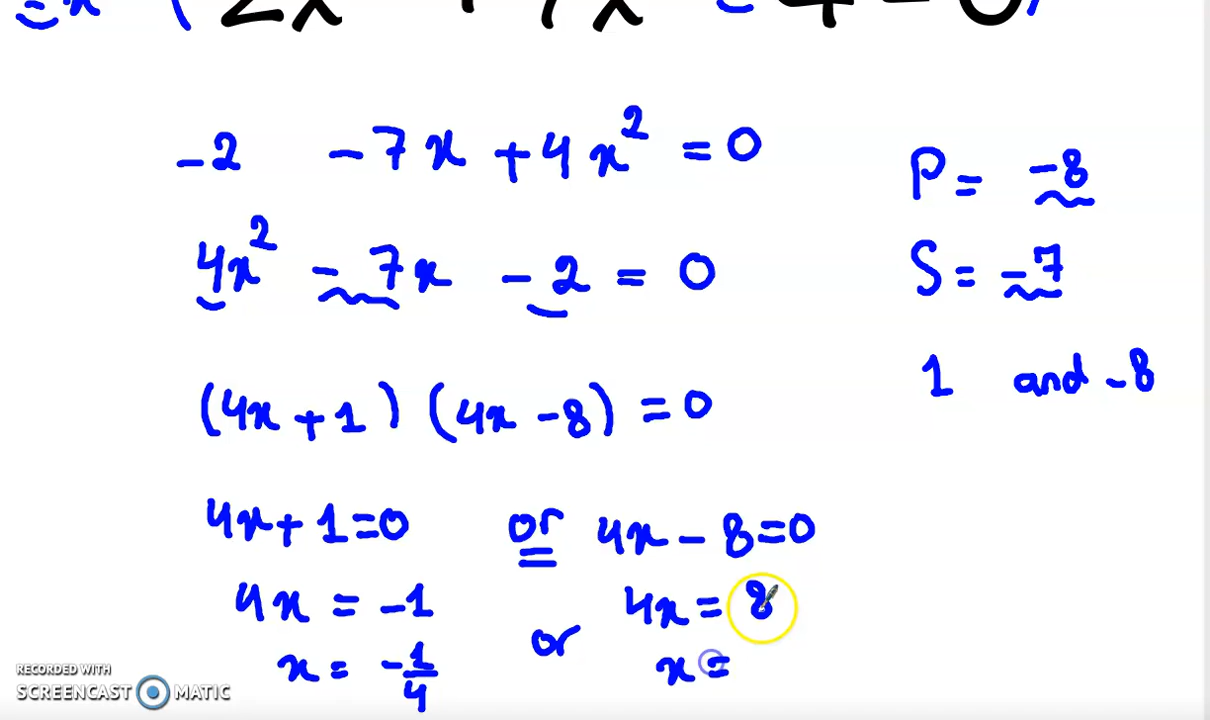 -2 -7x +4x² = 0
P = -8
4x² - 7x - 2 = 0
S = -7
(4x + 1) (4x - 8) = 0
1 and -8
4x + 1 = 0 or 4x - 8 = 0
4x = -1 4x = 8
x = -1/4 or x =
RECORDED WITH
SCREENCAST MATIC